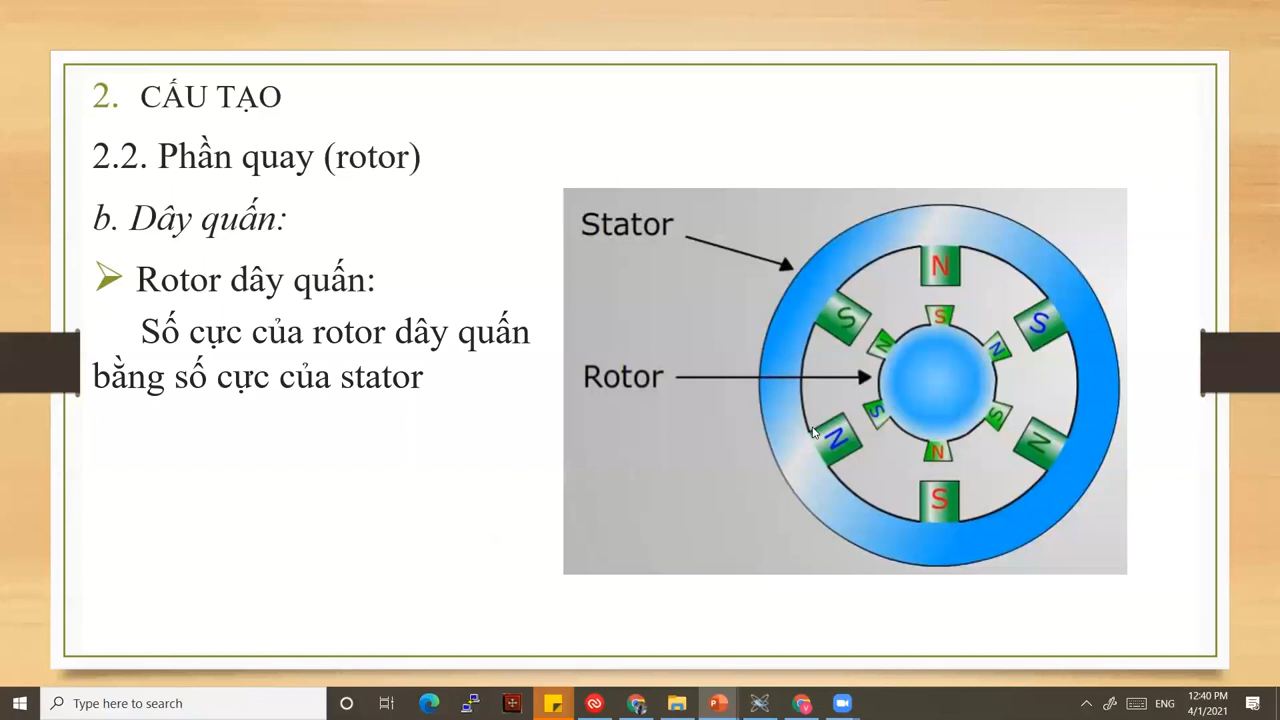 2. CẤU TẠO
2.2. Phần quay (rotor)
b. Dây quấn:
Rotor dây quấn:
Số cực của rotor dây quấn
bằng số cực của stator
Stator
Rotor
N
S
S
S
N
N
S
S
N
N
N
S
Type here to search
ENG
12:40 PM
4/1/2021